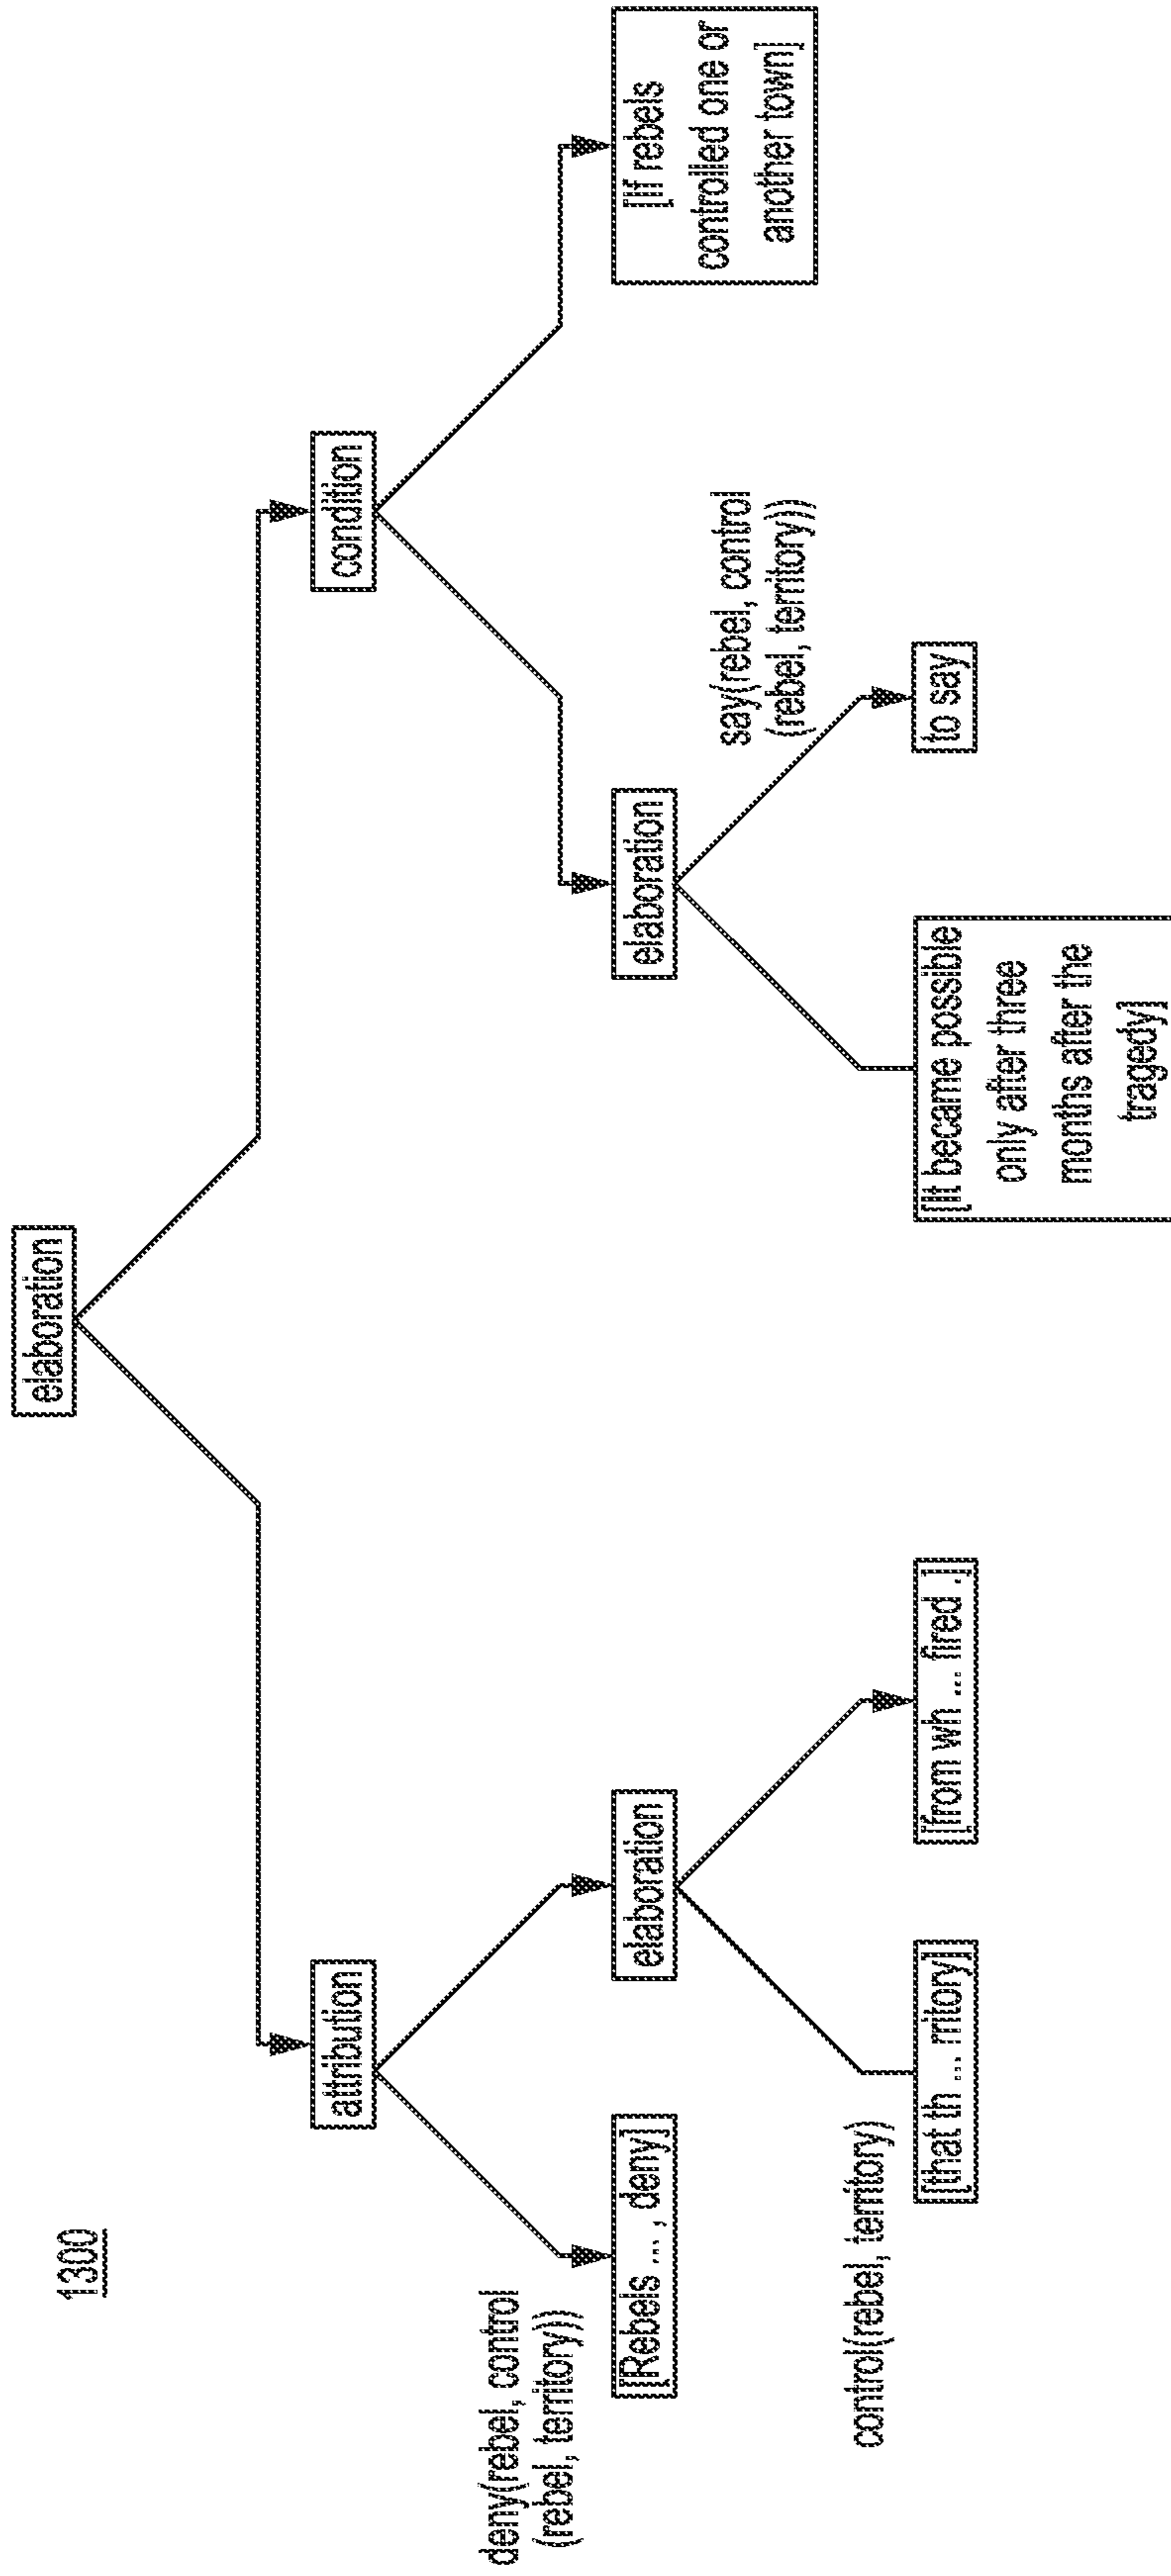 1300
elaboration
attribution
condition
deny(rebel, control
(rebel, territory))
[Rebels ... , deny]
elaboration
elaboration
say(rebel, control
(rebel, territory))
[If rebels
controlled one or
another town]
control(rebel, territory)
[that th ... rritory]
[from wh ... fired .]
[It became possible
only after three
months after the
tragedy]
to say